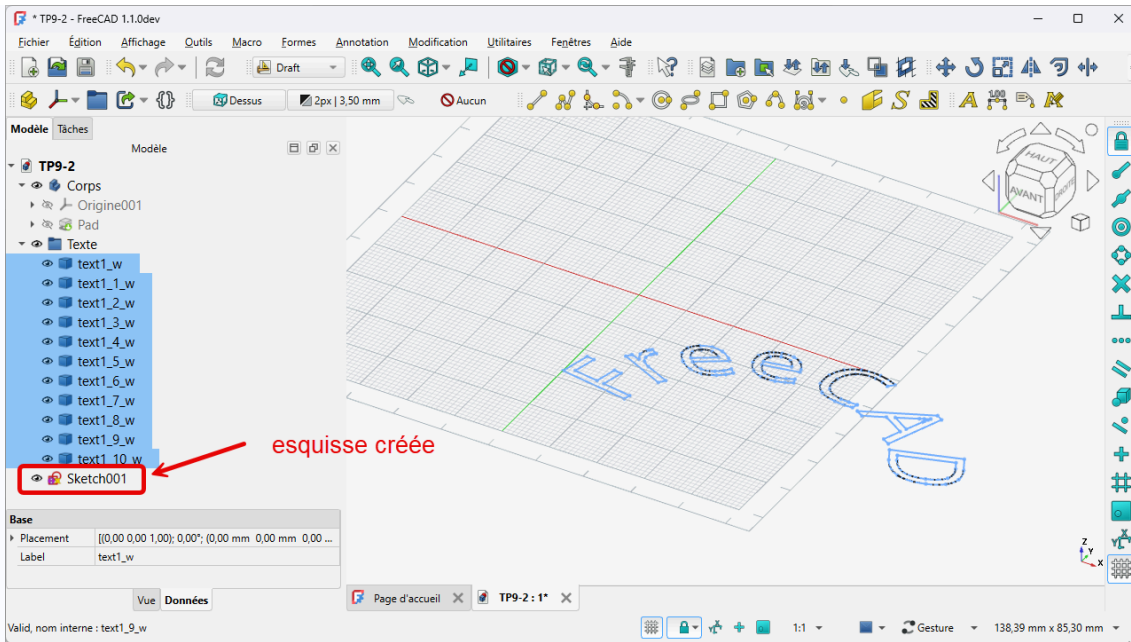 * TP9-2 - FreeCAD 1.1.0dev
Fichier Édition Affichage Outils Macro Formes Annotation Modification Utilitaires Fenêtres Aide
Draft
Dessus 2px | 3,50 mm Aucun
Modèle Tâches
Modèle
TP9-2
Corps
Origine001
Pad
Texte
text1_w
text1_1_w
text1_2_w
text1_3_w
text1_4_w
text1_5_w
text1_6_w
text1_7_w
text1_8_w
text1_9_w
text1_10_w
Sketch001
esquisse créée
HAUT
AVANT
DROITE
FreeCAD
Base
Placement [(0,00 0,00 1,00); 0,00°; (0,00 mm 0,00 mm 0,00 ...
Label text1_w
Z
Y
X
Vue Données
Page d'accueil TP9-2 : 1*
Valid, nom interne : text1_9_w
1:1 Gesture 138,39 mm x 85,30 mm